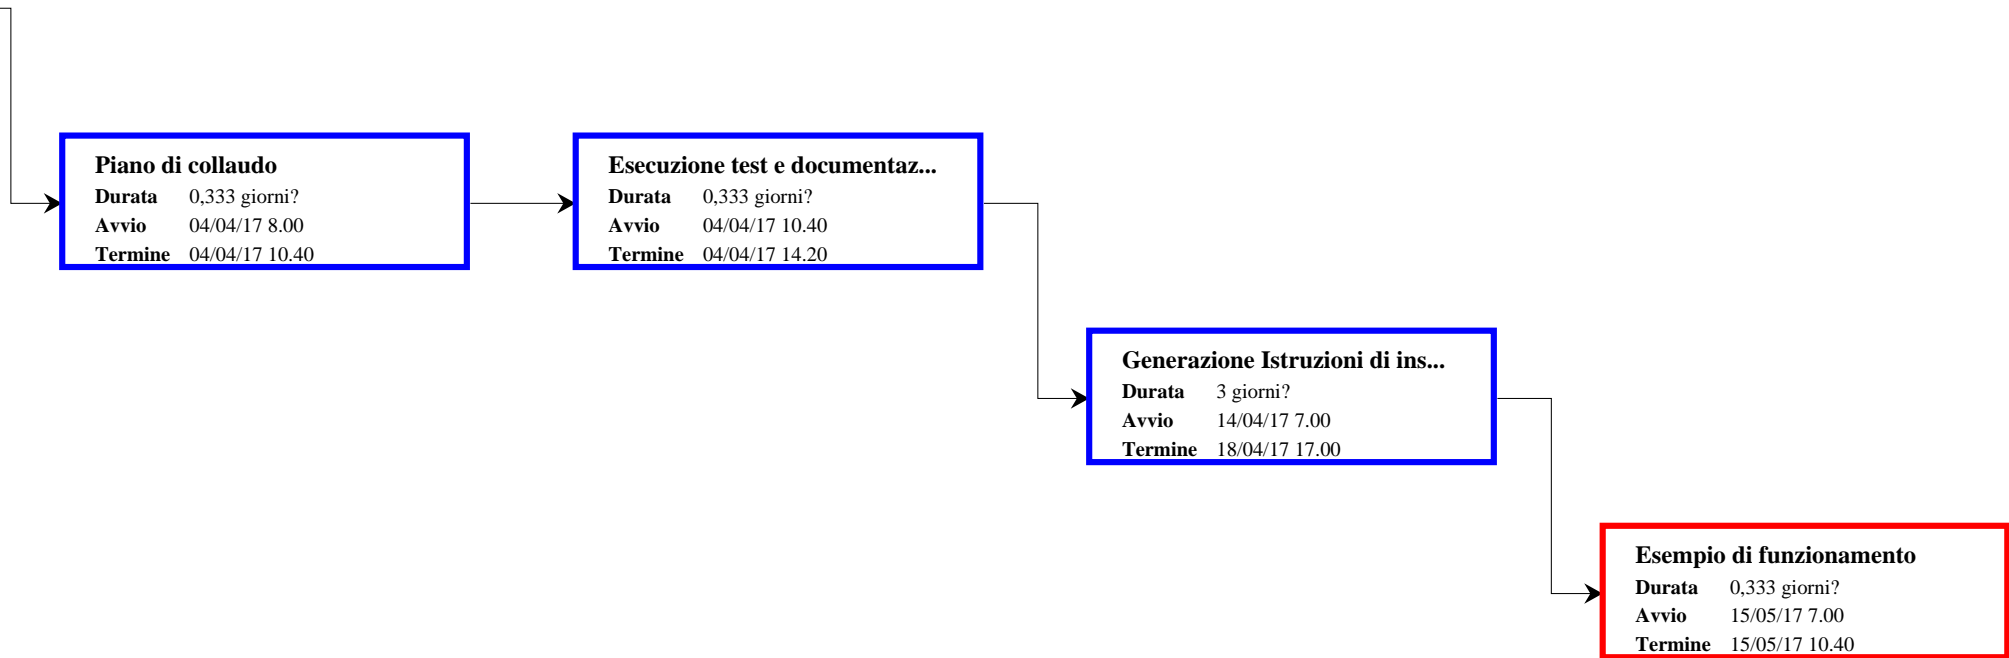 Piano di collaudo
Durata 0,333 giorni?
Avvio 04/04/17 8.00
Termine 04/04/17 10.40
Esecuzione test e documentaz...
Durata 0,333 giorni?
Avvio 04/04/17 10.40
Termine 04/04/17 14.20
Generazione Istruzioni di ins...
Durata 3 giorni?
Avvio 14/04/17 7.00
Termine 18/04/17 17.00
Esempio di funzionamento
Durata 0,333 giorni?
Avvio 15/05/17 7.00
Termine 15/05/17 10.40